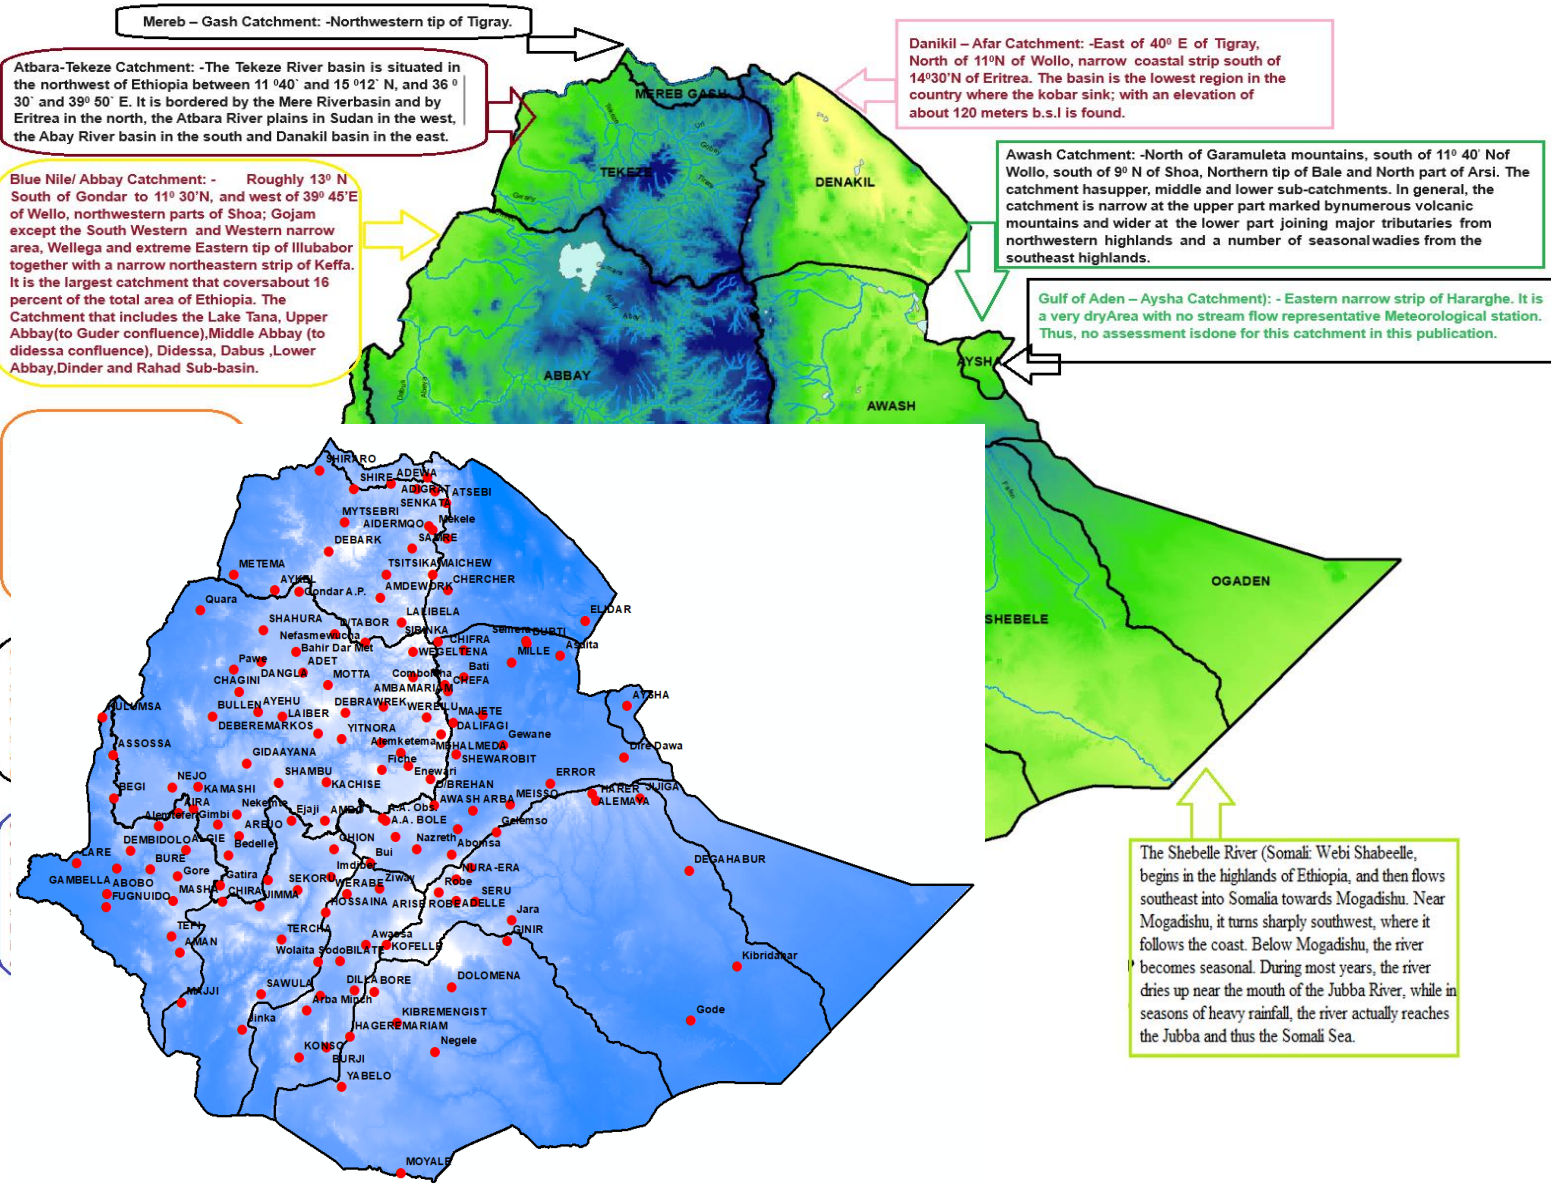 Mereb – Gash Catchment: -Northwestern tip of Tigray.
Atbara-Tekeze Catchment: -The Tekeze River basin is situated in
the northwest of Ethiopia between 11 ⁰40` and 15 ⁰12` N, and 36 ⁰
30` and 39⁰ 50` E. It is bordered by the Mere Riverbasin and by
Eritrea in the north, the Atbara River plains in Sudan in the west,
the Abay River basin in the south and Danakil basin in the east.
Blue Nile/ Abbay Catchment: - Roughly 13⁰ N
South of Gondar to 11⁰ 30’N, and west of 39⁰ 45’E
of Wello, northwestern parts of Shoa; Gojam
except the South Western and Western narrow
area, Wellega and extreme Eastern tip of Illubabor
together with a narrow northeastern strip of Keffa.
It is the largest catchment that coversabout 16
percent of the total area of Ethiopia. The
Catchment that includes the Lake Tana, Upper
Abbay(to Guder confluence),Middle Abbay (to
didessa confluence), Didessa, Dabus ,Lower
Abbay,Dinder and Rahad Sub-basin.
Danikil – Afar Catchment: -East of 40⁰ E of Tigray,
North of 11⁰N of Wollo, narrow coastal strip south of
14⁰30’N of Eritrea. The basin is the lowest region in the
country where the kobar sink; with an elevation of
about 120 meters b.s.l is found.
Awash Catchment: -North of Garamuleta mountains, south of 11⁰ 40’ Nof
Wollo, south of 9⁰ N of Shoa, Northern tip of Bale and North part of Arsi. The
catchment hasupper, middle and lower sub-catchments. In general, the
catchment is narrow at the upper part marked bynumerous volcanic
mountains and wider at the lower part joining major tributaries from
northwestern highlands and a number of seasonalwadies from the
southeast highlands.
Gulf of Aden – Aysha Catchment): - Eastern narrow strip of Hararghe. It is
a very dryArea with no stream flow representative Meteorological station.
Thus, no assessment isdone for this catchment in this publication.
MEREB GASH
TEKEZE
DENAKIL
ABBAY
AWASH
AYSHA
OGADEN
SHEBELE
SHIRARO
SHIRE
ADEWA
ADIGRAT
ATSEBI
SENKATA
MYTSEBRI
AIDERMQO
Mekele
DEBARK
SAMRE
METEMA
TSITSIKA
MAICHEW
AYKEL
Gondar A.P.
AMDEWORK
CHERCHER
Quara
LALIBELA
ELIDAR
SHAHURA
D/TABOR
SIRINKA
Nefasmewucha
CHIFRA
DUBTI
Bahir Dar Met
WEGELTENA
MILLE
Asaita
Pawe
ADET
DANGLA
MOTTA
Bati
CHAGINI
Combolcha
CHEFA
AMBAMARIAM
AYSHA
KULUMSA
BULLEN
AYEHU
LAIBER
DEBRAWREK
WEREILU
MAJETE
DEBEREMARKOS
YITNORA
DALIFAGI
Gewane
ASSOSSA
Alemketema
MEHALMEDA
Dire Dawa
GIDAAYANA
Fiche
SHEWAROBIT
SHAMBU
Enewari
ERROR
BEGI
NEJO
KAMASHI
KACHISE
D/BREHAN
MEISSO
HARER
JIJIGA
AIRA
Nekemte
Ejaji
AWASH ARBA
ALEMAYA
Gimbi
ARBJO
A.A. Obs.
A.A. BOLE
Gelemso
DEMBIDOLO
ALGIE
Bedelle
CHION
Nazreth
Abomsa
LARE
BURE
Bui
DEGAHABUR
GAMBELLA
ABOBO
Gore
Gatira
Imdiber
NURA-ERA
FUGNUIDO
MASHA
CHIRA
JIMMA
SEKORU
WERABE
Ziway
Robe
SERU
HOSSAINA
ARISE ROBE
ADELLE
Jara
TEPI
TERCHA
Awassa
GINIR
AMAN
Wolaita Sodo
BILATE
KOFELLE
Kibridahar
MAJJI
SAWULA
DILLA
BORE
DOLOMENA
Arba Minch
Jinka
KIBREMENGIST
Gode
HAGEREMARIAM
KONSO
BURJI
Negele
YABELO
MOYALE
The Shebelle River (Somali: Webi Shabeelle,
begins in the highlands of Ethiopia, and then flows
southeast into Somalia towards Mogadishu. Near
Mogadishu, it turns sharply southwest, where it
follows the coast. Below Mogadishu, the river
becomes seasonal. During most years, the river
dries up near the mouth of the Jubba River, while in
seasons of heavy rainfall, the river actually reaches
the Jubba and thus the Somali Sea.